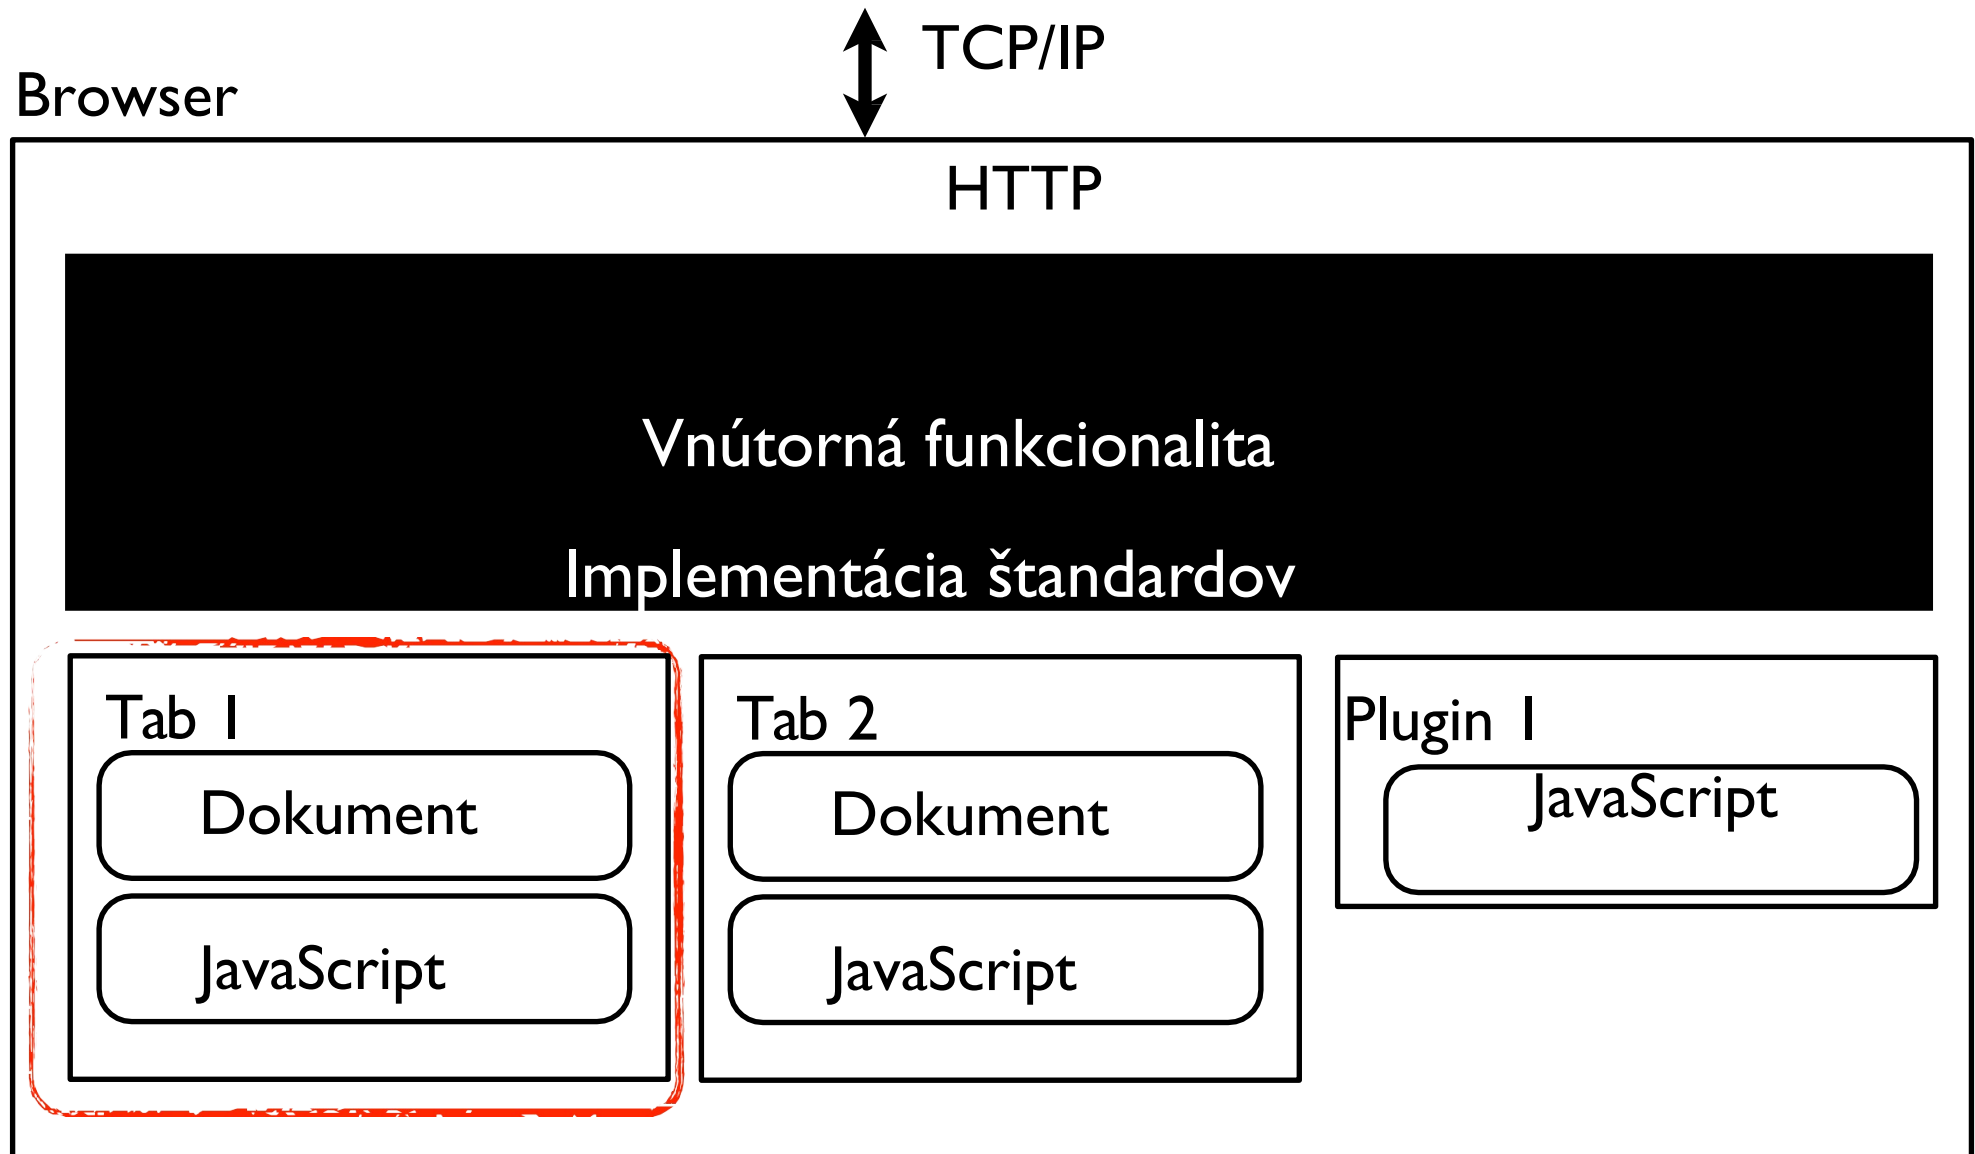 TCP/IP
Browser
HTTP
Vnútorná funkcionalita
Implementácia štandardov
Tab 1
Dokument
JavaScript
Tab 2
Dokument
JavaScript
Plugin 1
JavaScript